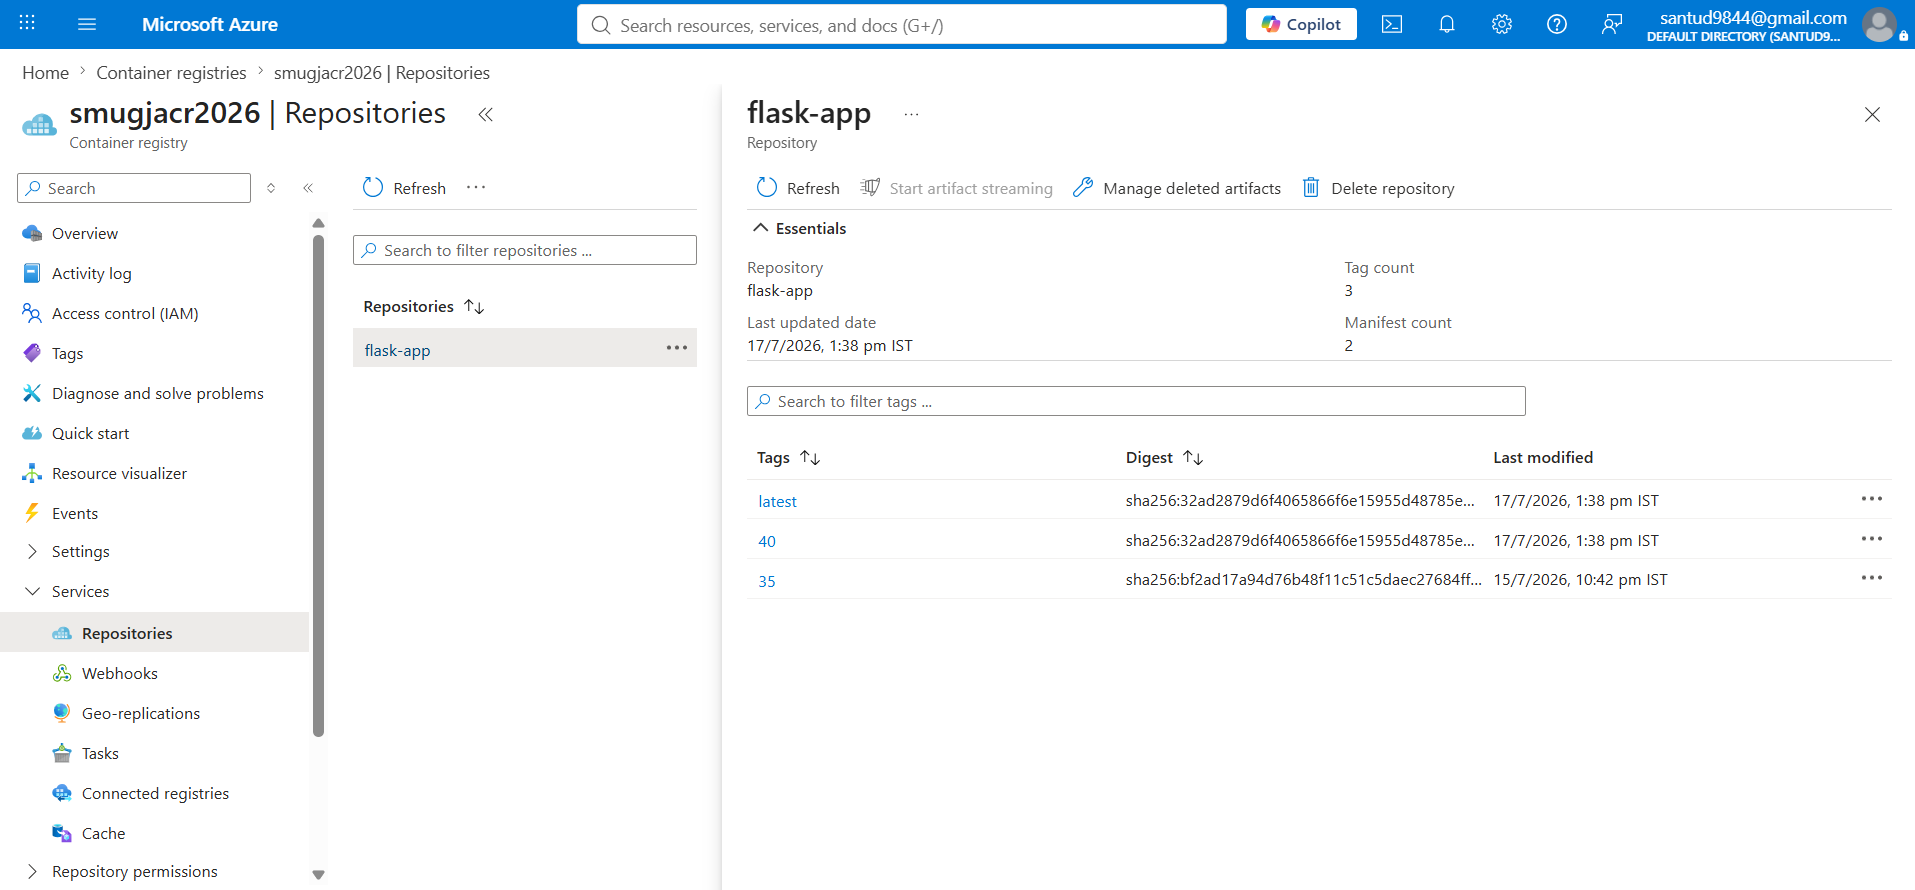 Microsoft Azure
Search resources, services, and docs (G+/)
Copilot
santud9844@gmail.com
DEFAULT DIRECTORY (SANTUD9...
Home > Container registries > smugjacr2026 | Repositories
smugjacr2026 | Repositories
Container registry
Search
Overview
Activity log
Access control (IAM)
Tags
Diagnose and solve problems
Quick start
Resource visualizer
Events
Settings
Services
Repositories
Webhooks
Geo-replications
Tasks
Connected registries
Cache
Repository permissions
Refresh
Search to filter repositories ...
Repositories
flask-app
flask-app
Repository
Refresh
Start artifact streaming
Manage deleted artifacts
Delete repository
Essentials
Repository
flask-app
Last updated date
17/7/2026, 1:38 pm IST
Tag count
3
Manifest count
2
Search to filter tags ...
Tags Digest Last modified
latest sha256:32ad2879d6f4065866f6e15955d48785e... 17/7/2026, 1:38 pm IST
40 sha256:32ad2879d6f4065866f6e15955d48785e... 17/7/2026, 1:38 pm IST
35 sha256:bf2ad17a94d76b48f11c51c5daec27684ff... 15/7/2026, 10:42 pm IST